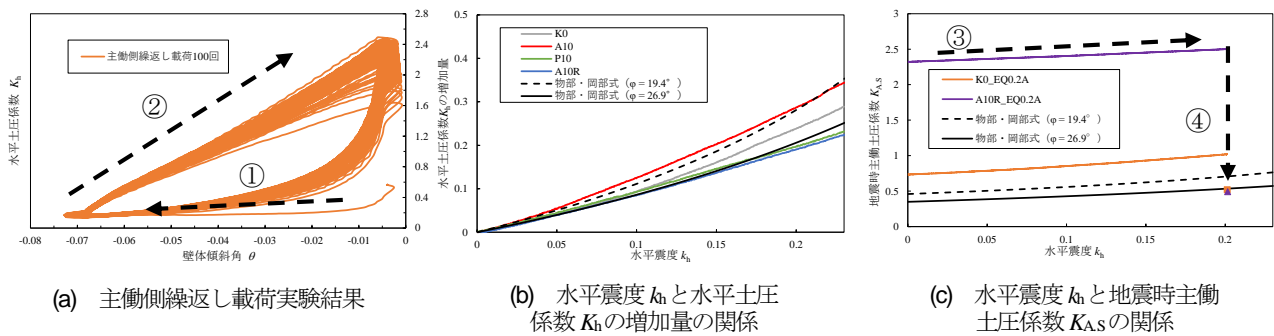 2.8
2.4
2
1.6
1.2
0.8
0.4
0
水平土圧係数 Kh
主働側繰返し載荷100回
②
①
-0.08
-0.07
-0.06
-0.05
-0.04
-0.03
-0.02
-0.01
0
壁体傾斜角 θ
(a) 主働側繰返し載荷実験結果
0.5
0.4
0.3
0.2
0.1
0
水平土圧係数Khの増加量
K0
A10
P10
A10R
物部・岡部式（φ = 19.4°）
物部・岡部式（φ = 26.9°）
0
0.05
0.1
0.15
0.2
水平震度 kh
(b) 水平震度 kh と水平土圧
係数 Kh の増加量の関係
3
2.5
2
1.5
1
0.5
0
地震時主働土圧係数 KA,S
③
K0_EQ0.2A
A10R_EQ0.2A
物部・岡部式（φ = 19.4°）
物部・岡部式（φ = 26.9°）
④
0
0.05
0.1
0.15
0.2
水平震度 kh
(c) 水平震度 kh と地震時主働
土圧係数 KA,S の関係